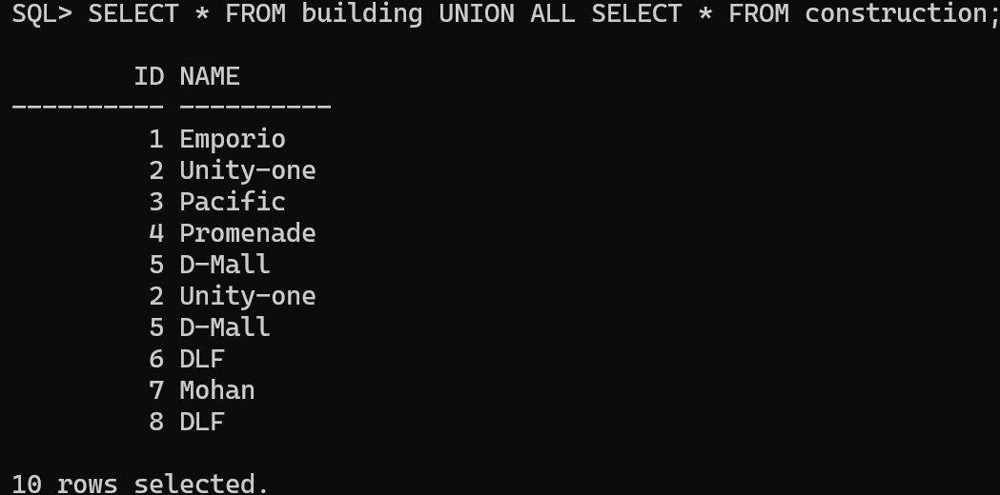 SQL> SELECT * FROM building UNION ALL SELECT * FROM construction;
ID NAME
---------- ----------
1 Emporio
2 Unity-one
3 Pacific
4 Promenade
5 D-Mall
2 Unity-one
5 D-Mall
6 DLF
7 Mohan
8 DLF
10 rows selected.